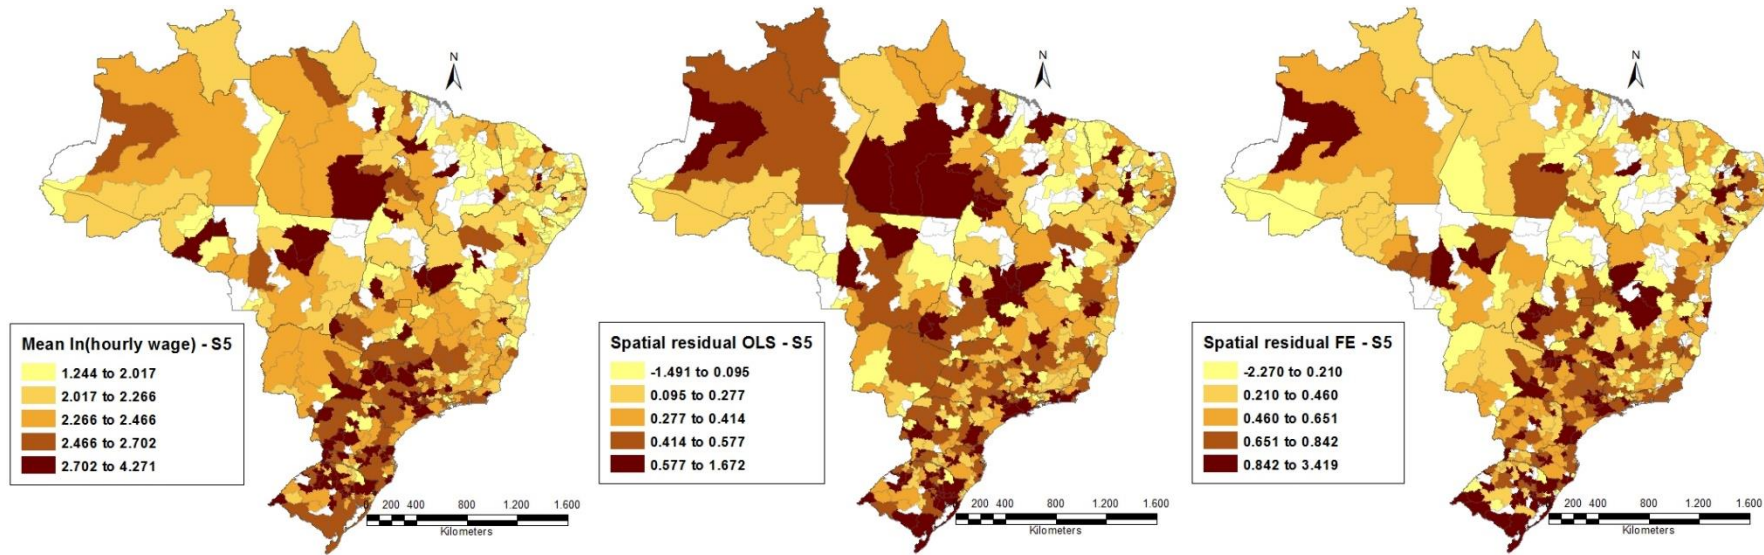 N
Mean ln(hourly wage) - S5
1.244 to 2.017
2.017 to 2.266
2.266 to 2.466
2.466 to 2.702
2.702 to 4.271
0 200 400 800 1.200 1.600
Kilometers
N
Spatial residual OLS - S5
-1.491 to 0.095
0.095 to 0.277
0.277 to 0.414
0.414 to 0.577
0.577 to 1.672
200 400 800 1.200 1.600
Kilometers
N
Spatial residual FE - S5
-2.270 to 0.210
0.210 to 0.460
0.460 to 0.651
0.651 to 0.842
0.842 to 3.419
200 400 800 1.200 1.600
Kilometers